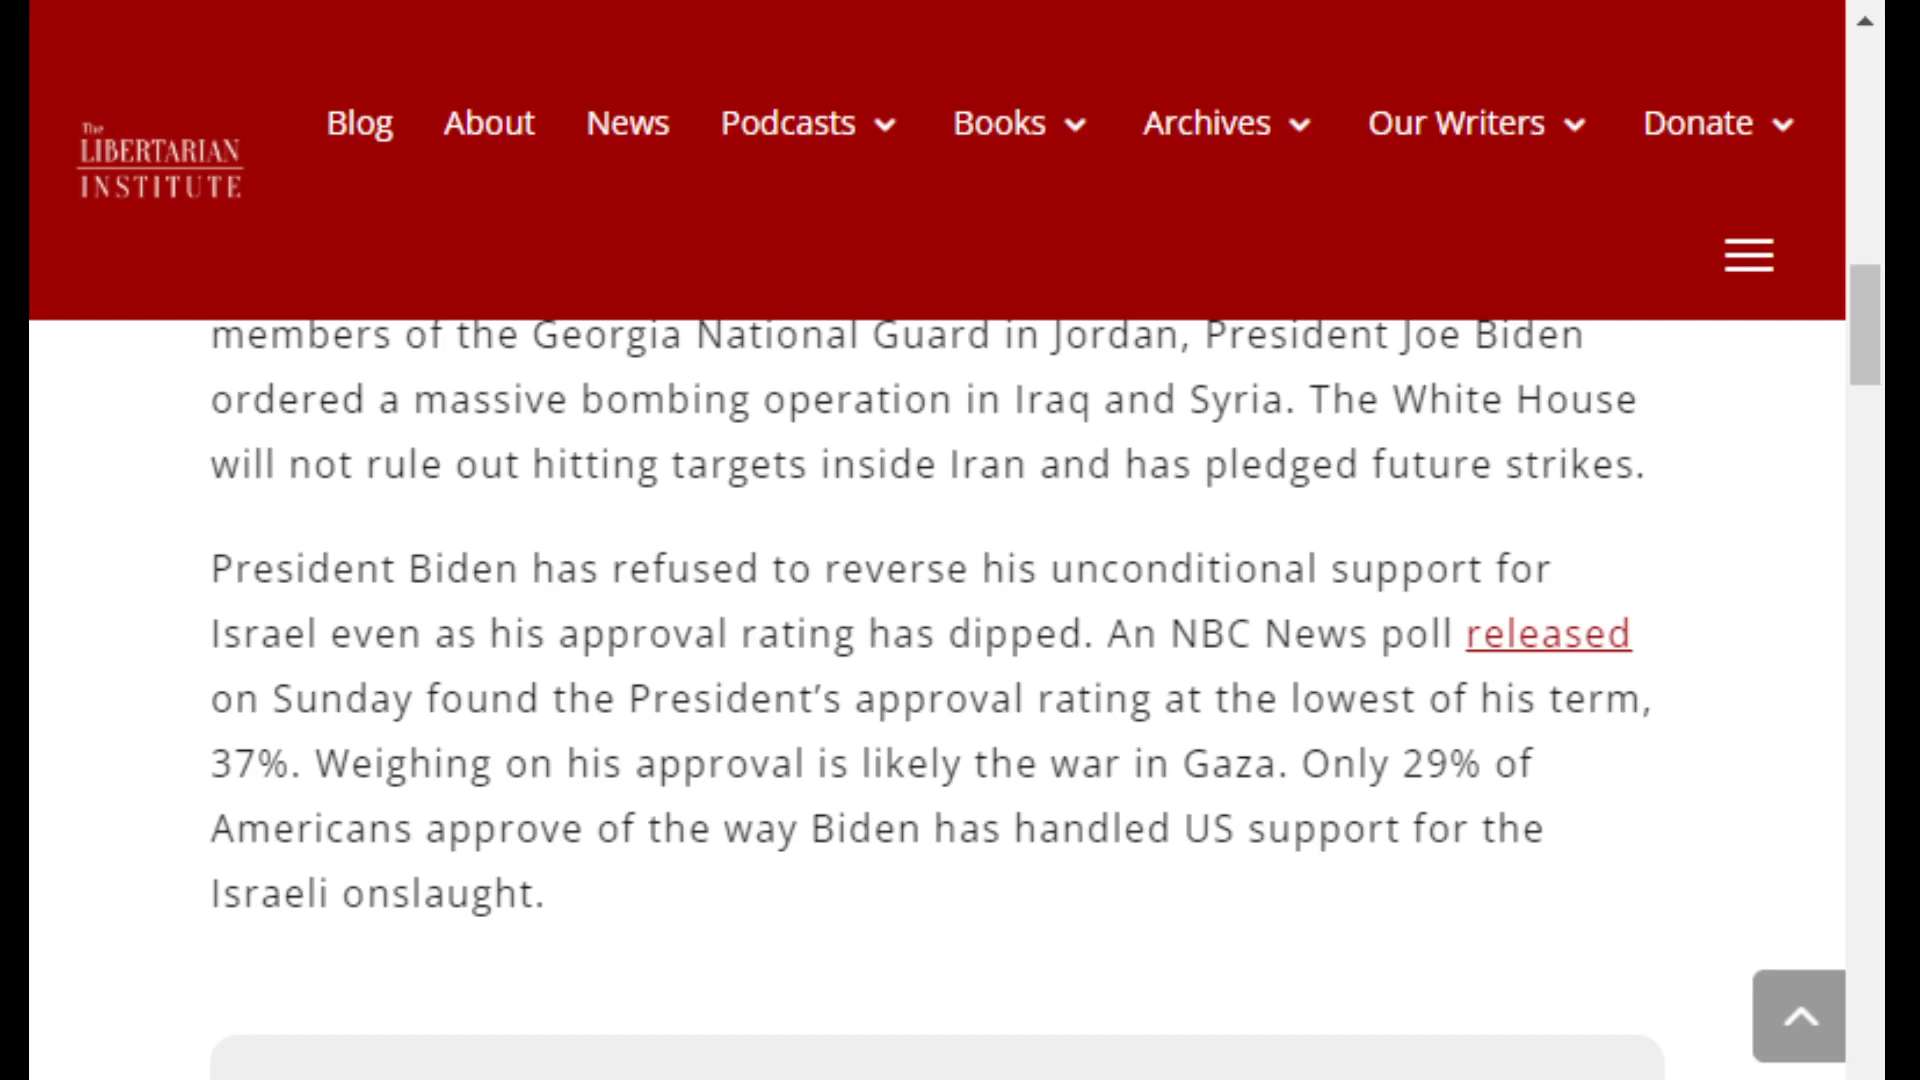 The
LIBERTARIAN
INSTITUTE
Blog About News Podcasts Books Archives Our Writers Donate
members of the Georgia National Guard in Jordan, President Joe Biden
ordered a massive bombing operation in Iraq and Syria. The White House
will not rule out hitting targets inside Iran and has pledged future strikes.
President Biden has refused to reverse his unconditional support for
Israel even as his approval rating has dipped. An NBC News poll released
on Sunday found the President’s approval rating at the lowest of his term,
37%. Weighing on his approval is likely the war in Gaza. Only 29% of
Americans approve of the way Biden has handled US support for the
Israeli onslaught.